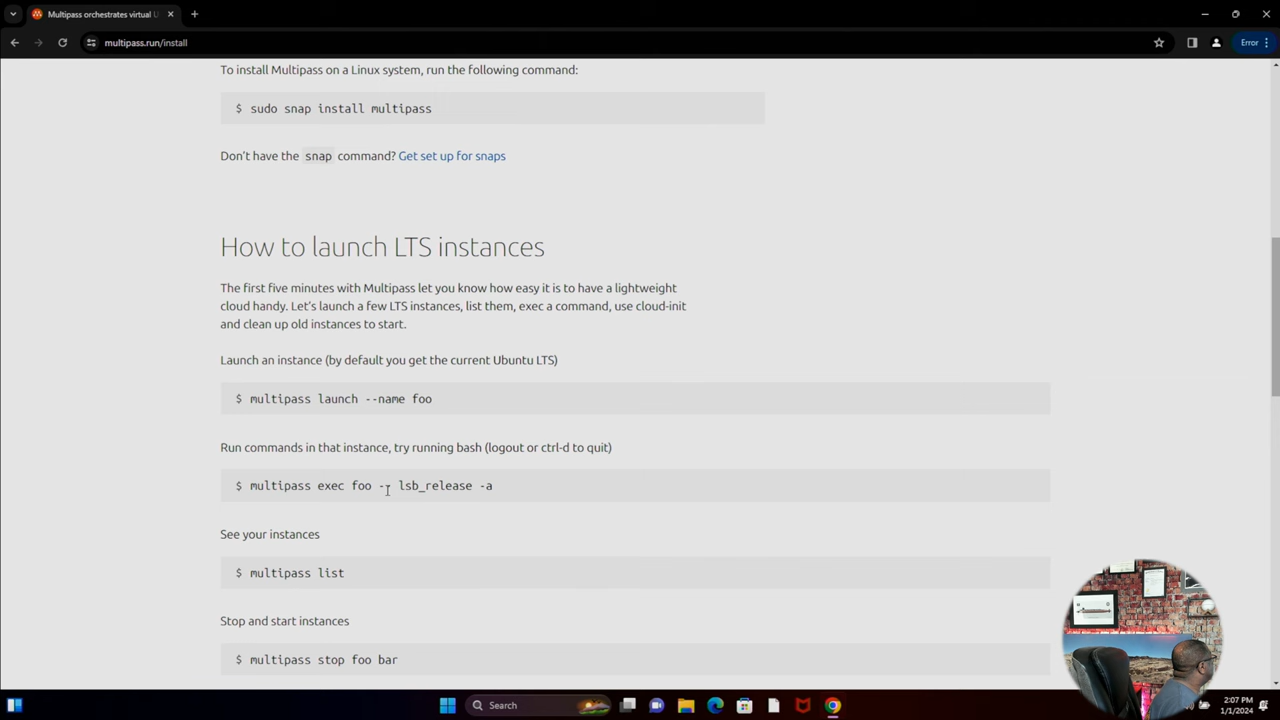 Multipass orchestrates virtual U
multipass.run/install
Error
To install Multipass on a Linux system, run the following command:
$ sudo snap install multipass
Don’t have the snap command? Get set up for snaps
How to launch LTS instances
The first five minutes with Multipass let you know how easy it is to have a lightweight
cloud handy. Let’s launch a few LTS instances, list them, exec a command, use cloud-init
and clean up old instances to start.
Launch an instance (by default you get the current Ubuntu LTS)
$ multipass launch --name foo
Run commands in that instance, try running bash (logout or ctrl-d to quit)
$ multipass exec foo -- lsb_release -a
See your instances
$ multipass list
Stop and start instances
$ multipass stop foo bar
Search
2:07 PM
1/1/2024